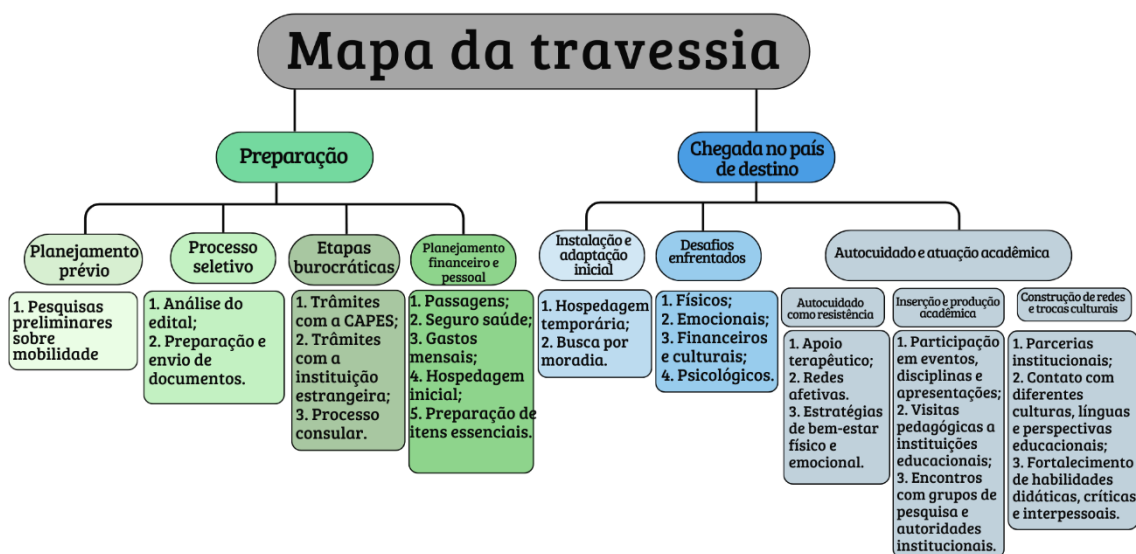 Mapa da travessia
Preparação
Chegada no país
de destino
Planejamento
prévio
1. Pesquisas
preliminares
sobre
mobilidade
Processo
seletivo
1. Análise do
edital;
2. Preparação e
envio de
documentos.
Etapas
burocráticas
1. Trâmites
com a CAPES;
2. Trâmites
com a
instituição
estrangeira;
3. Processo
consular.
Planejamento
financeiro e
pessoal
1. Passagens;
2. Seguro saúde;
3. Gastos
mensais;
4. Hospedagem
inicial;
5. Preparação de
itens essenciais.
Instalação e
adaptação
inicial
1. Hospedagem
temporária;
2. Busca por
moradia.
Desafios
enfrentados
1. Físicos;
2. Emocionais;
3. Financeiros
e culturais;
4. Psicológicos.
Autocuidado e atuação acadêmica
Autocuidado
como resistência
1. Apoio
terapêutico;
2. Redes
afetivas.
3. Estratégias
de bem-estar
físico e
emocional.
Inserção e produção
acadêmica
1. Participação
em eventos,
disciplinas e
apresentações;
2. Visitas
pedagógicas a
instituições
educacionais;
3. Encontros
com grupos de
pesquisa e
autoridades
institucionais.
Construção de redes
e trocas culturais
1. Parcerias
institucionais;
2. Contato com
diferentes
culturas, línguas
e perspectivas
educacionais;
3. Fortalecimento
de habilidades
didáticas, críticas
e interpessoais.